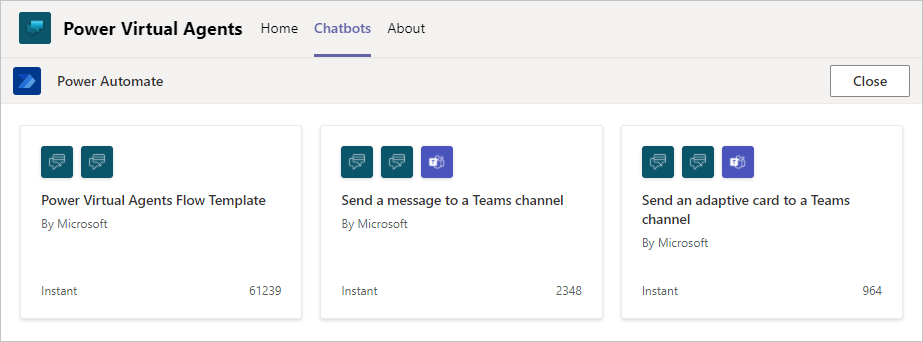 Power Virtual Agents Home Chatbots About
Power Automate Close
Power Virtual Agents Flow Template
By Microsoft
Instant 61239
Send a message to a Teams channel
By Microsoft
Instant 2348
Send an adaptive card to a Teams
channel
By Microsoft
Instant 964